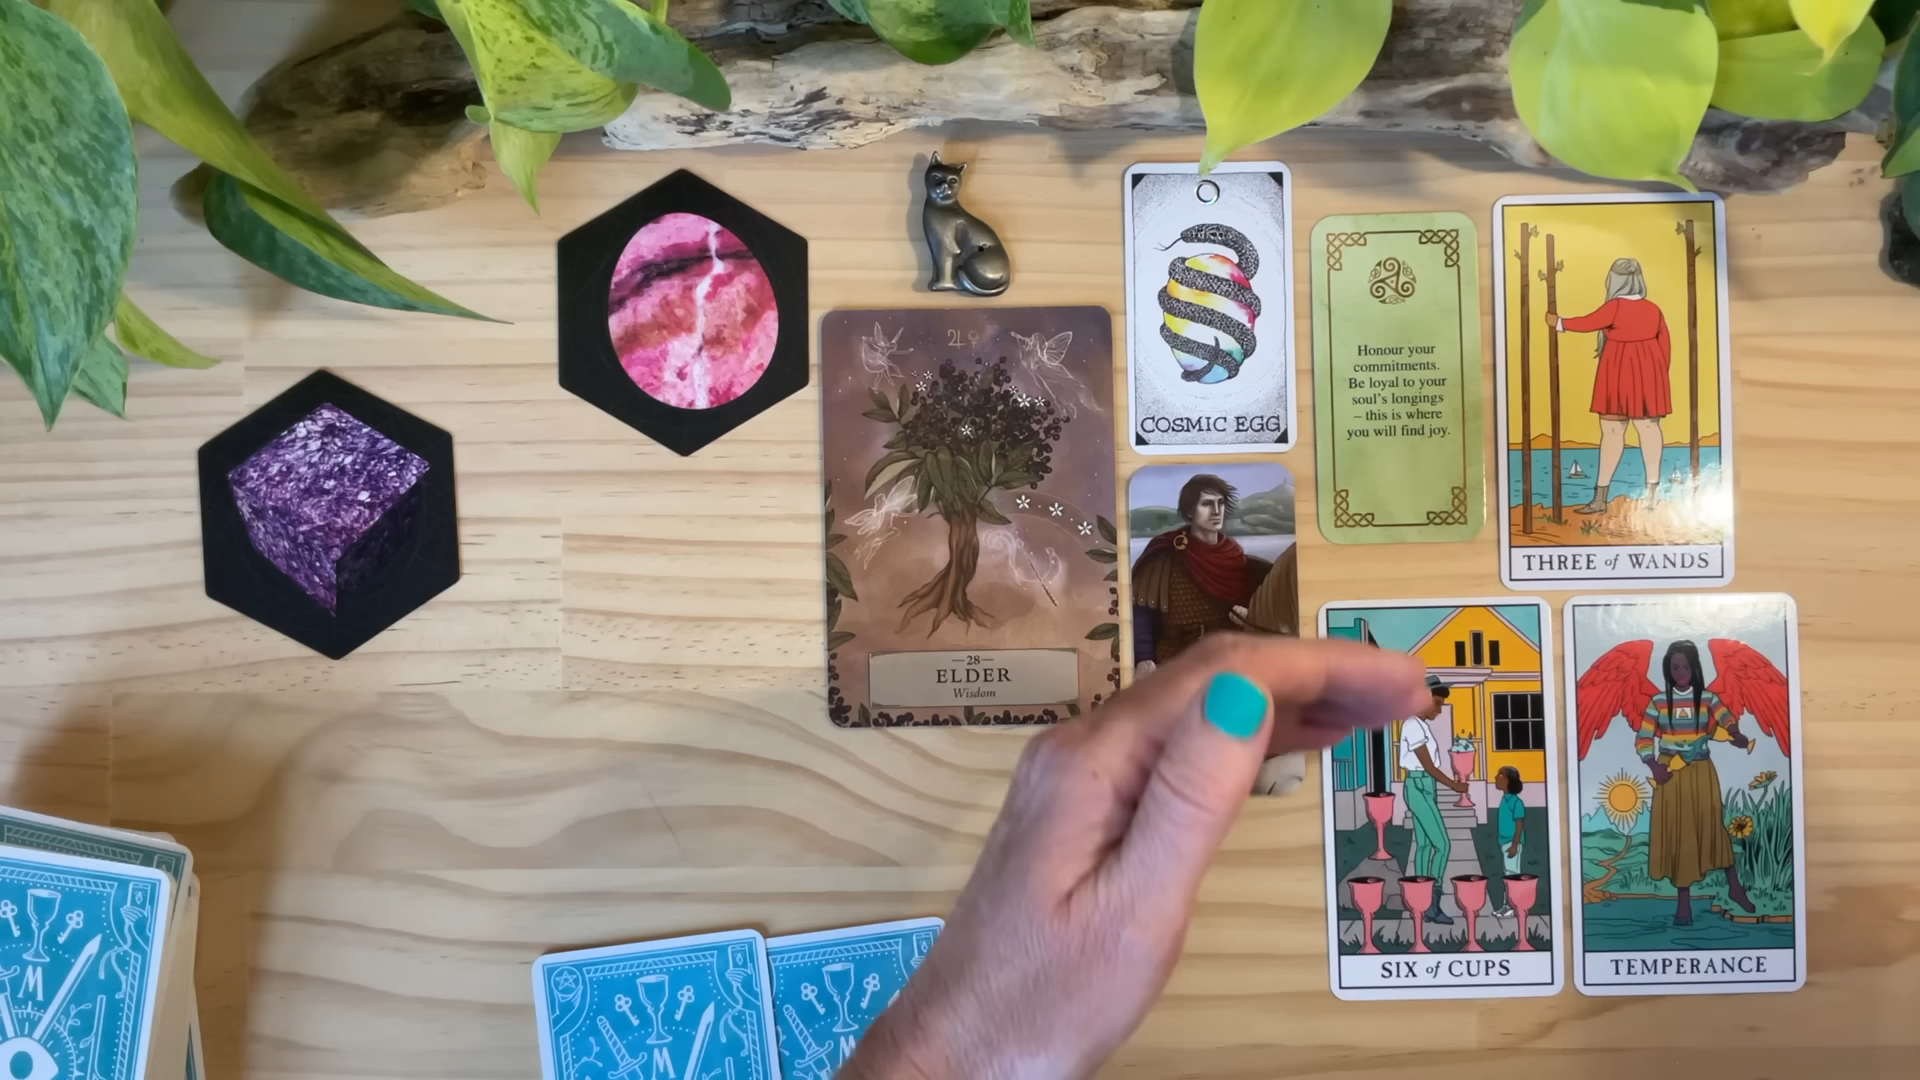 COSMIC EGG
Honour your
commitments.
Be loyal to your
soul's longings
– this is where
you will find joy.
THREE of WANDS
—28—
ELDER
Wisdom
SIX of CUPS
TEMPERANCE
M
M
M